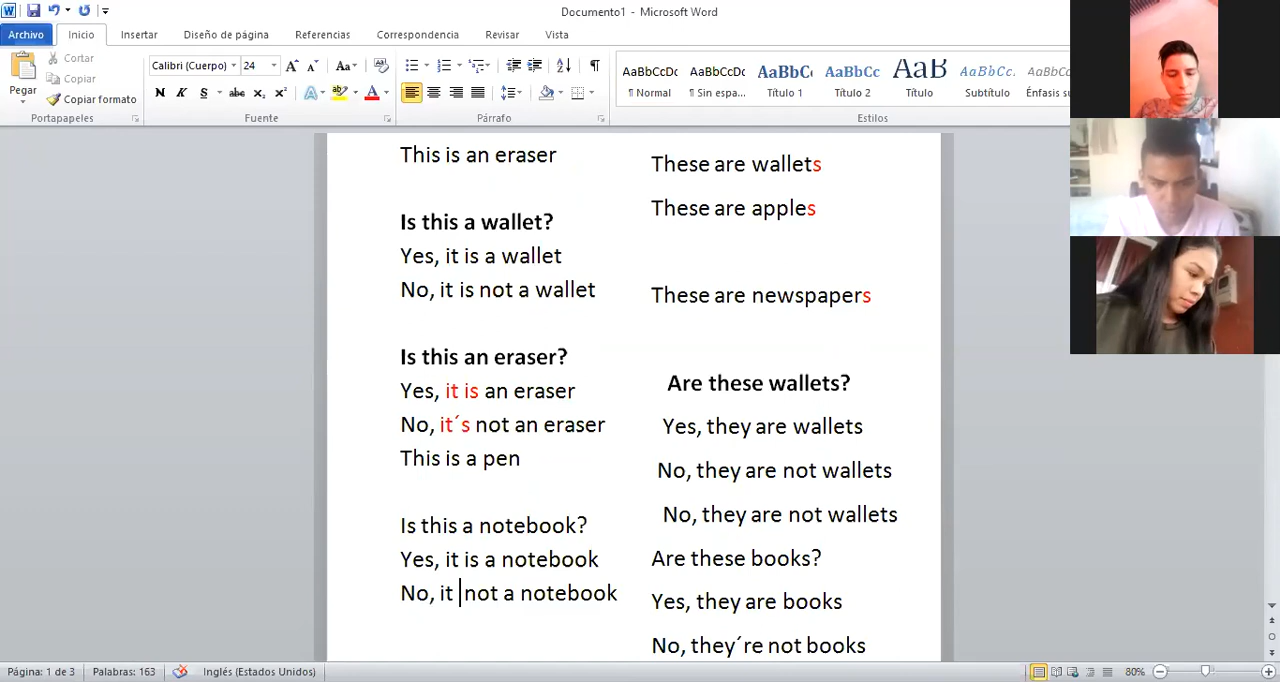 Documento1 - Microsoft Word
Archivo Inicio Insertar Diseño de página Referencias Correspondencia Revisar Vista
Pegar
Cortar
Copiar
Copiar formato
Portapapeles
Calibri (Cuerpo) 24
Fuente
Párrafo
AaBbCcDc AaBbCcDc AaBbC AaBbCc AaB AaBbCc. AaBbCc
¶ Normal ¶ Sin espa... Título 1 Título 2 Título Subtítulo Énfasis su
Estilos
This is an eraser
Is this a wallet?
Yes, it is a wallet
No, it is not a wallet
Is this an eraser?
Yes, it is an eraser
No, it´s not an eraser
This is a pen
Is this a notebook?
Yes, it is a notebook
No, it not a notebook
These are wallets
These are apples
These are newspapers
Are these wallets?
Yes, they are wallets
No, they are not wallets
No, they are not wallets
Are these books?
Yes, they are books
No, they´re not books
Página: 1 de 3 Palabras: 163 Inglés (Estados Unidos) 80%